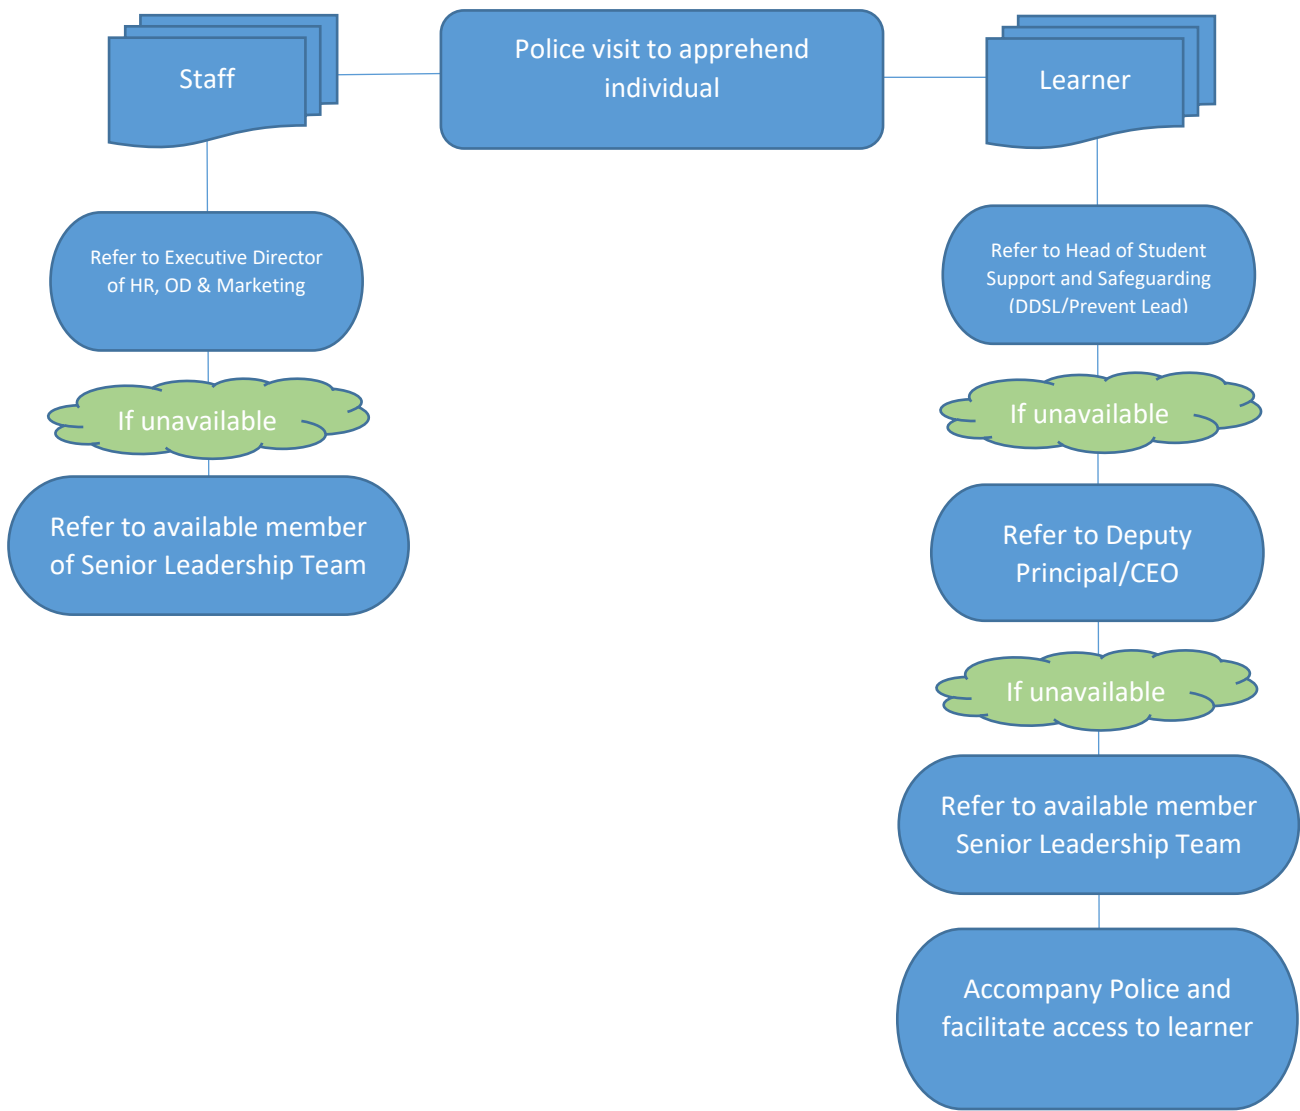 Police visit to apprehend
individual
Staff
Learner
Refer to Executive Director
of HR, OD & Marketing
If unavailable
Refer to available member
of Senior Leadership Team
Refer to Head of Student
Support and Safeguarding
(DDSL/Prevent Lead)
If unavailable
Refer to Deputy
Principal/CEO
If unavailable
Refer to available member
Senior Leadership Team
Accompany Police and
facilitate access to learner